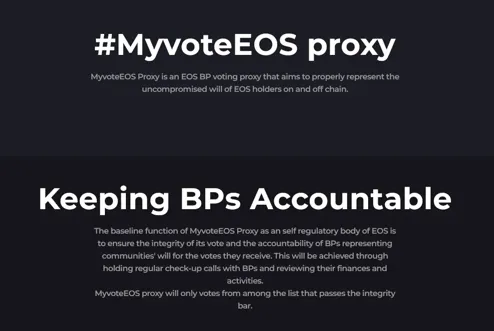 #MyvoteEOS proxy
MyvoteEOS Proxy is an EOS BP voting proxy that aims to properly represent the
uncompromised will of EOS holders on and off chain.
Keeping BPs Accountable
The baseline function of MyvoteEOS Proxy as an self regulatory body of EOS is
to ensure the integrity of its vote and the accountability of BPs representing
communities' will for the votes they receive. This will be achieved through
holding regular check-up calls with BPs and reviewing their finances and
activities.
MyvoteEOS proxy will only votes from among the list that passes the integrity
bar.